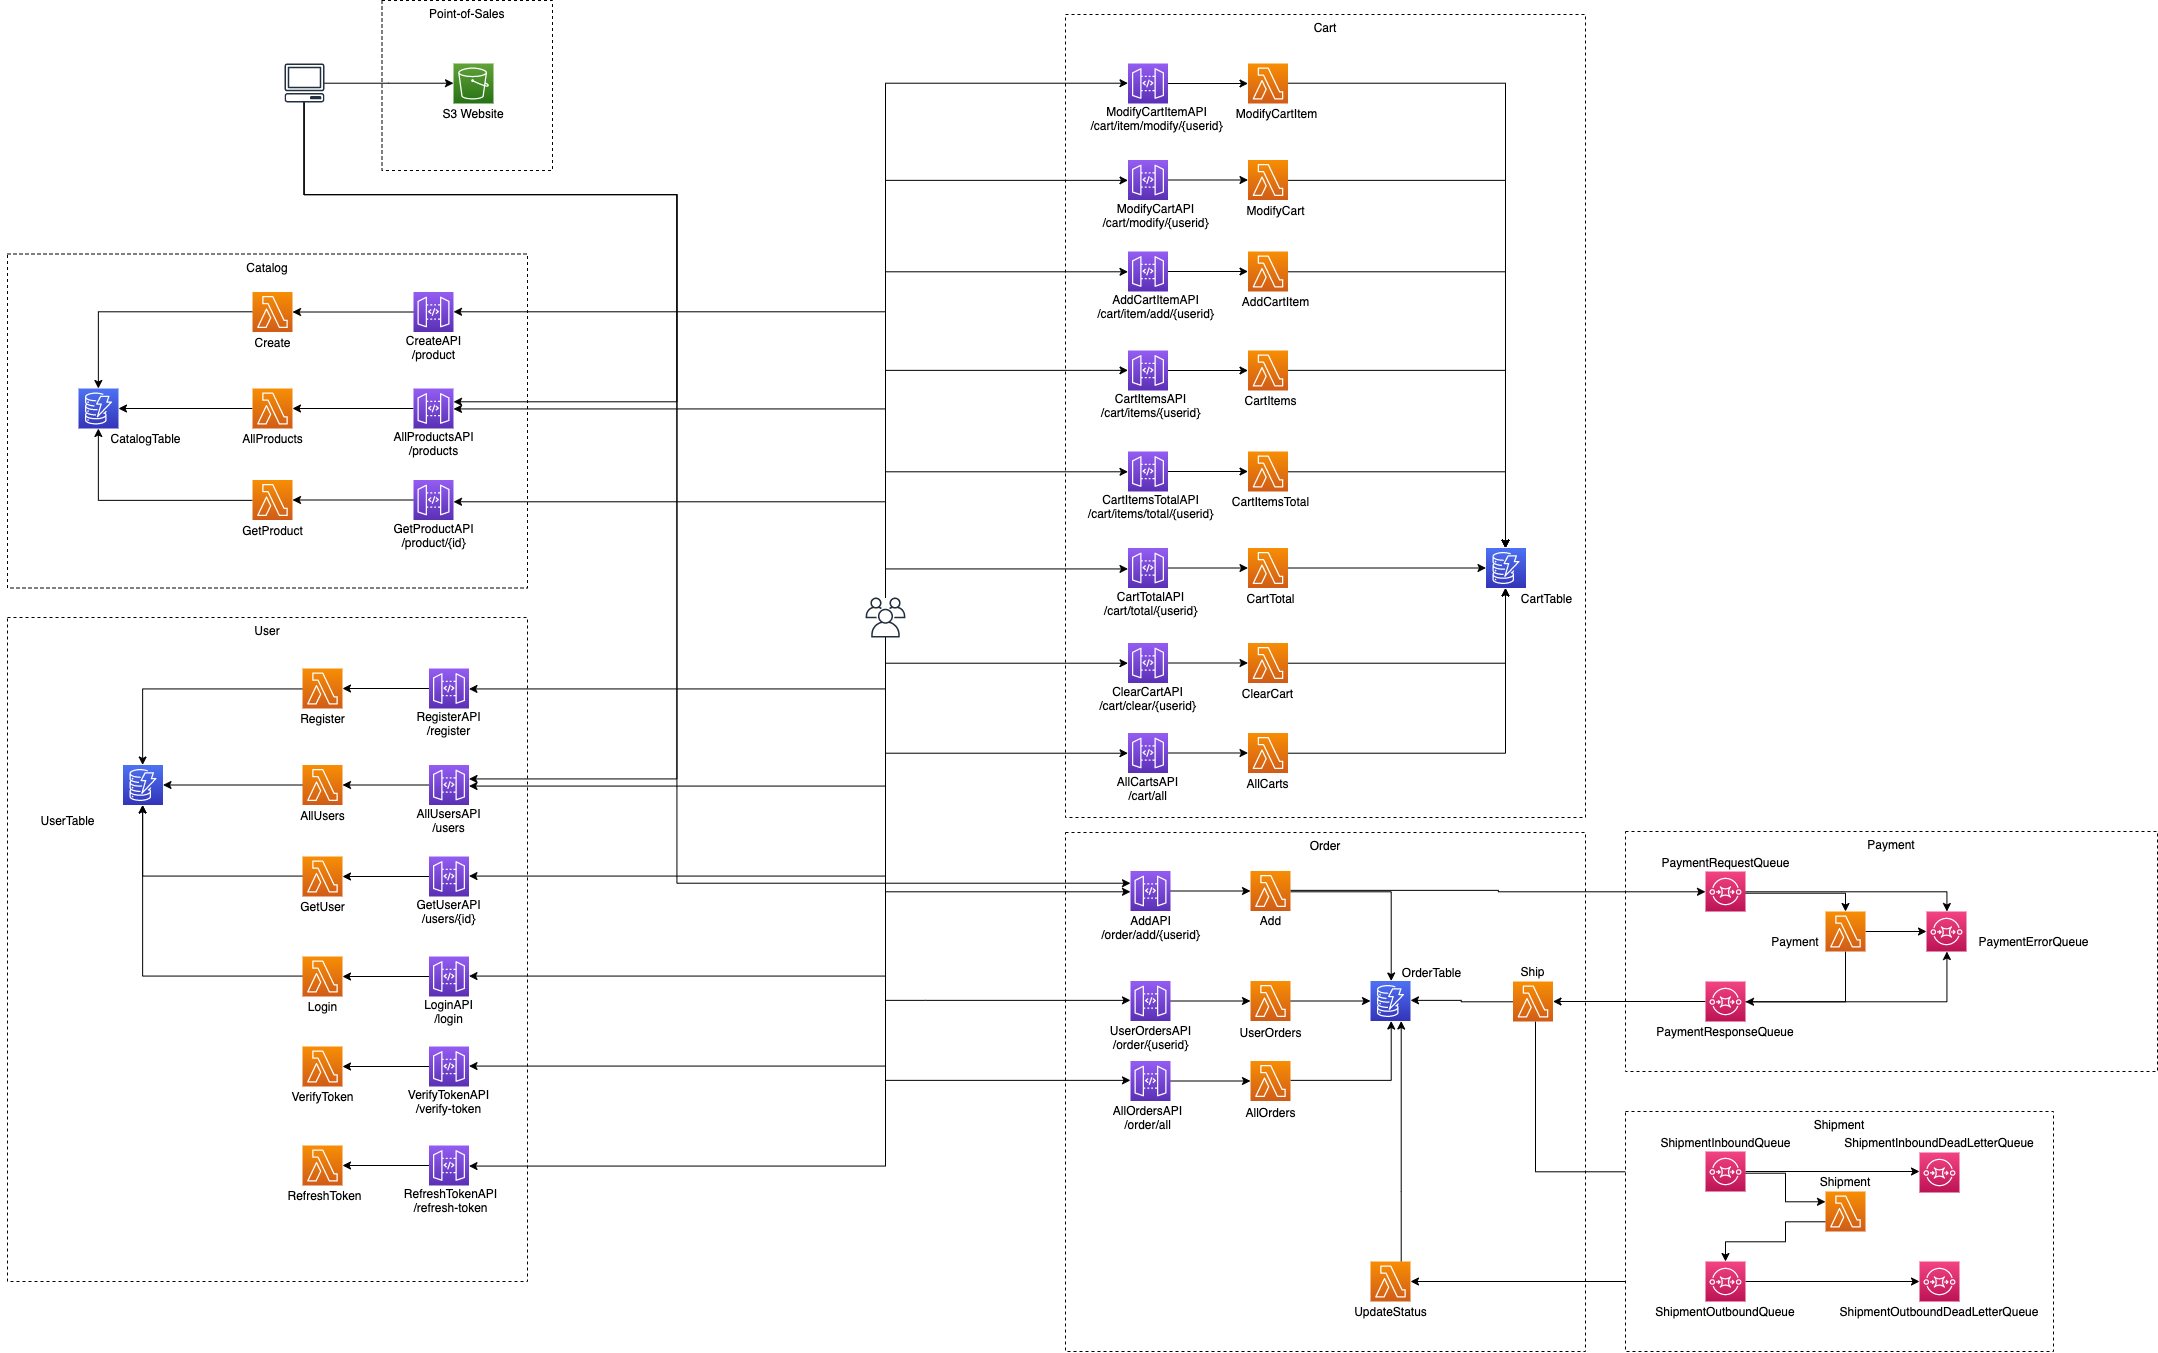 Point-of-Sales
S3 Website
Catalog
Create
CreateAPI
/product
CatalogTable
AllProducts
AllProductsAPI
/products
GetProduct
GetProductAPI
/product/{id}
User
Register
RegisterAPI
/register
UserTable
AllUsers
AllUsersAPI
/users
GetUser
GetUserAPI
/users/{id}
Login
LoginAPI
/login
VerifyToken
VerifyTokenAPI
/verify-token
RefreshToken
RefreshTokenAPI
/refresh-token
Cart
ModifyCartItemAPI
/cart/item/modify/{userid}
ModifyCartItem
ModifyCartAPI
/cart/modify/{userid}
ModifyCart
AddCartItemAPI
/cart/item/add/{userid}
AddCartItem
CartItemsAPI
/cart/items/{userid}
CartItems
CartItemsTotalAPI
/cart/items/total/{userid}
CartItemsTotal
CartTotalAPI
/cart/total/{userid}
CartTotal
CartTable
ClearCartAPI
/cart/clear/{userid}
ClearCart
AllCartsAPI
/cart/all
AllCarts
Order
AddAPI
/order/add/{userid}
Add
OrderTable
Ship
UserOrdersAPI
/order/{userid}
UserOrders
AllOrdersAPI
/order/all
AllOrders
UpdateStatus
Payment
PaymentRequestQueue
Payment
PaymentErrorQueue
PaymentResponseQueue
Shipment
ShipmentInboundQueue
ShipmentInboundDeadLetterQueue
Shipment
ShipmentOutboundQueue
ShipmentOutboundDeadLetterQueue